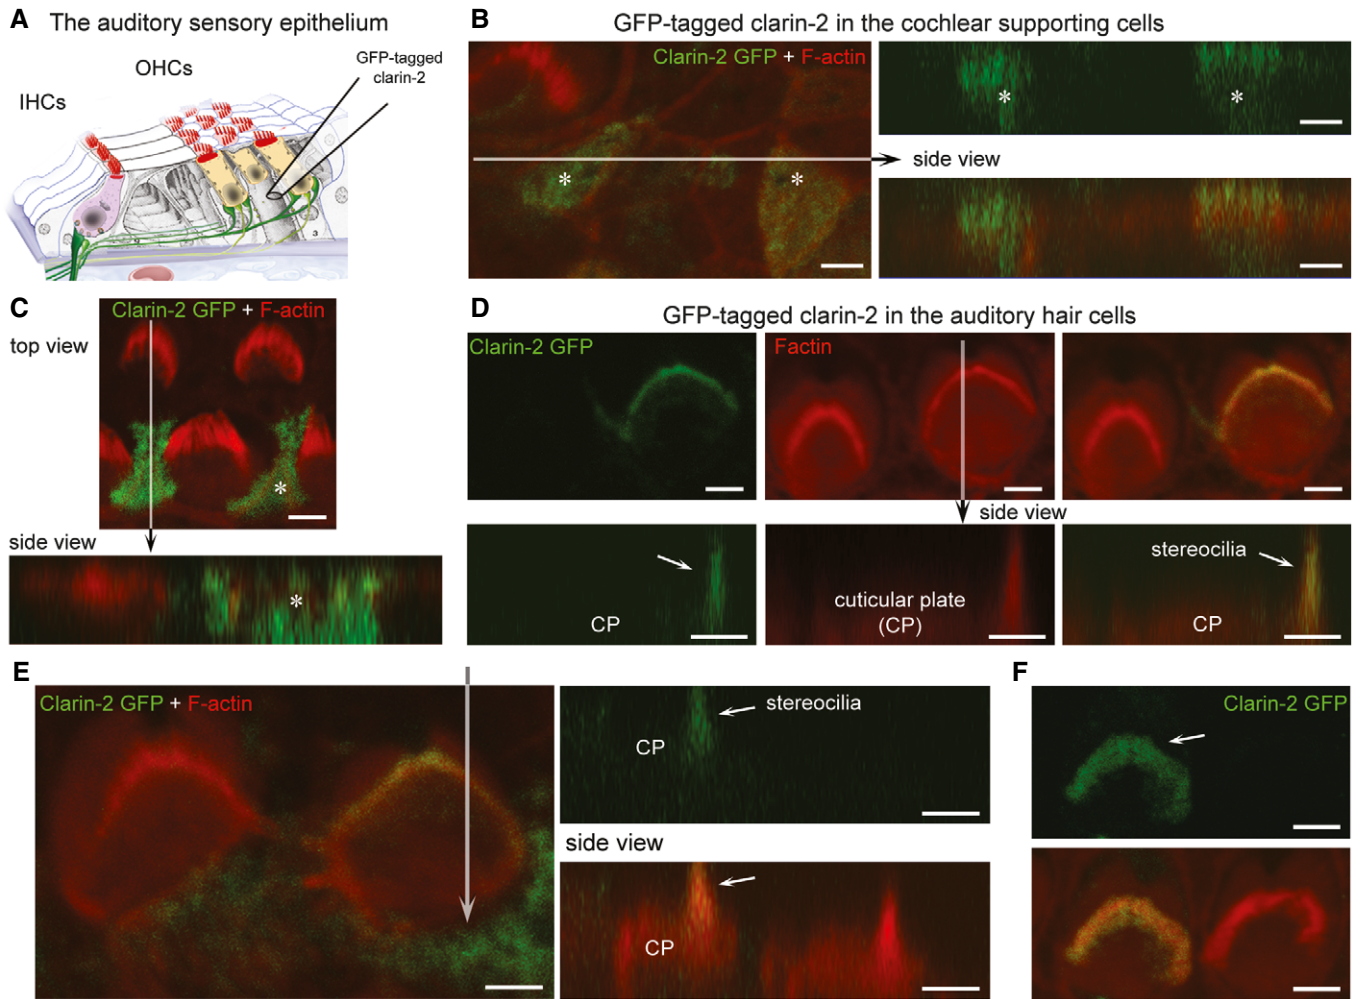 A The auditory sensory epithelium
OHCs
IHCs
GFP-tagged
clarin-2
3
B GFP-tagged clarin-2 in the cochlear supporting cells
Clarin-2 GFP + F-actin
*
*
side view
*
*
C
Clarin-2 GFP + F-actin
top view
*
side view
*
D GFP-tagged clarin-2 in the auditory hair cells
Clarin-2 GFP
Factin
side view
CP
cuticular plate
(CP)
stereocilia
CP
E
Clarin-2 GFP + F-actin
stereocilia
CP
side view
CP
F
Clarin-2 GFP